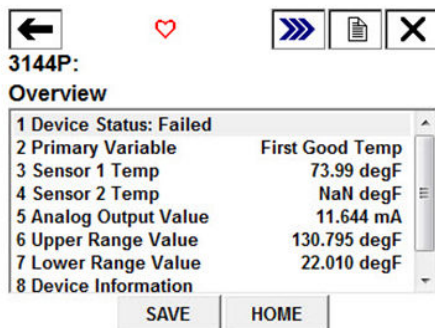 3144P:
Overview
1 Device Status: Failed
2 Primary Variable First Good Temp
3 Sensor 1 Temp 73.99 degF
4 Sensor 2 Temp NaN degF
5 Analog Output Value 11.644 mA
6 Upper Range Value 130.795 degF
7 Lower Range Value 22.010 degF
8 Device Information
SAVE HOME